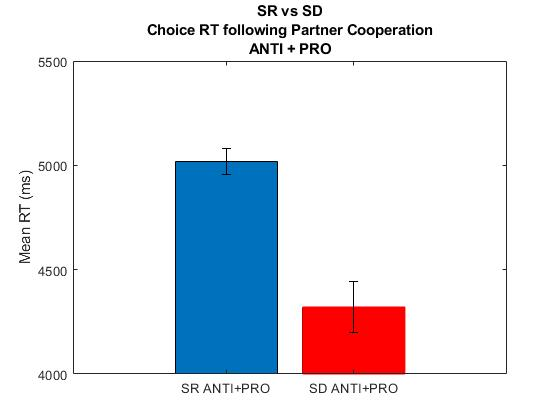 SR vs SD
Choice RT following Partner Cooperation
ANTI + PRO
5500
5000
4500
4000
Mean RT (ms)
SR ANTI+PRO
SD ANTI+PRO